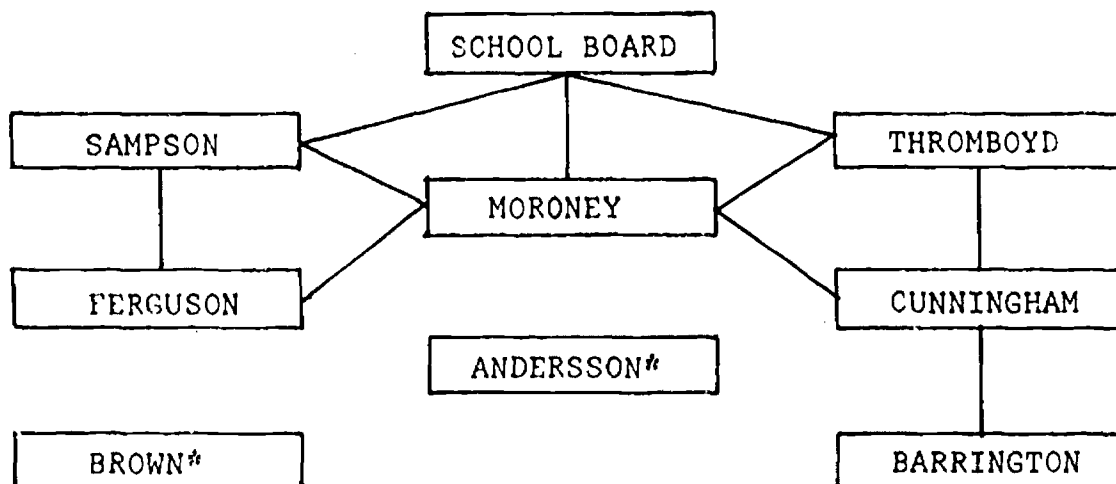 SCHOOL BOARD
SAMPSON
THROMBOYD
MORONEY
FERGUSON
CUNNINGHAM
ANDERSSON*
BROWN*
BARRINGTON